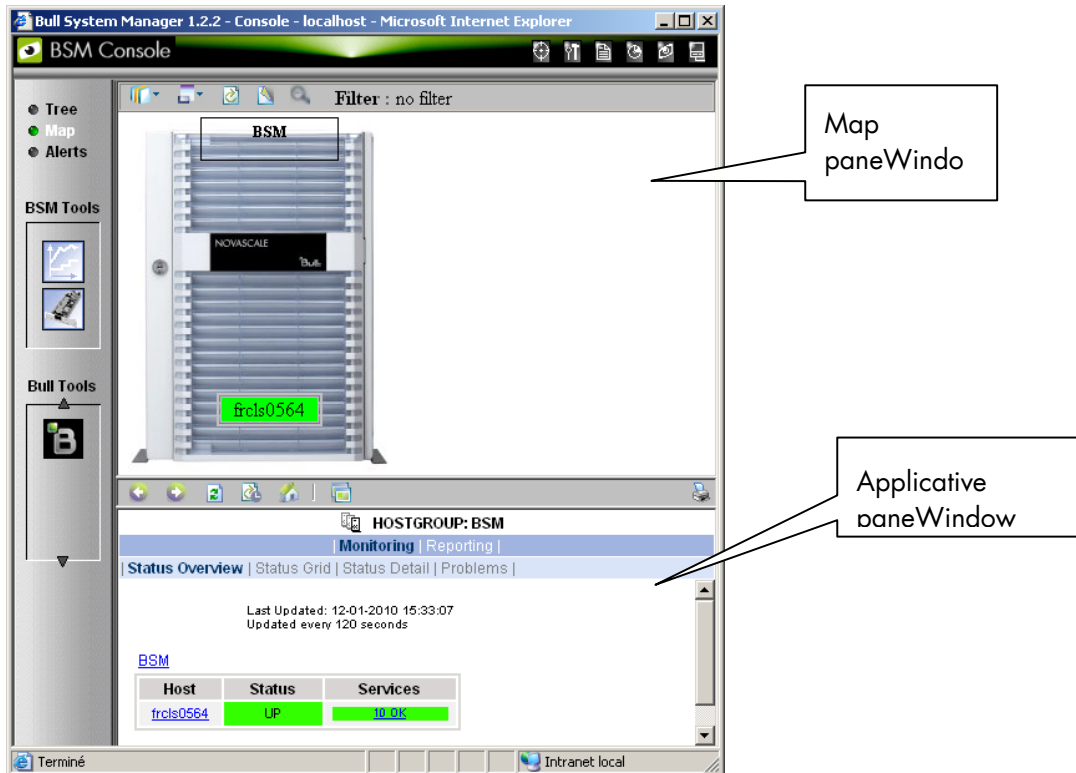 Bull System Manager 1.2.2 - Console - localhost - Microsoft Internet Explorer
BSM Console
Tree
Map
Alerts
BSM Tools
Bull Tools
Filter : no filter
BSM
NOVASCALE
Bull
frcls0564
HOSTGROUP: BSM
| Monitoring | Reporting |
| Status Overview | Status Grid | Status Detail | Problems |
Last Updated: 12-01-2010 15:33:07
Updated every 120 seconds
BSM
Host Status Services
frcls0564 UP 10 OK
Terminé
Intranet local
Map
paneWindo
Applicative
paneWindow